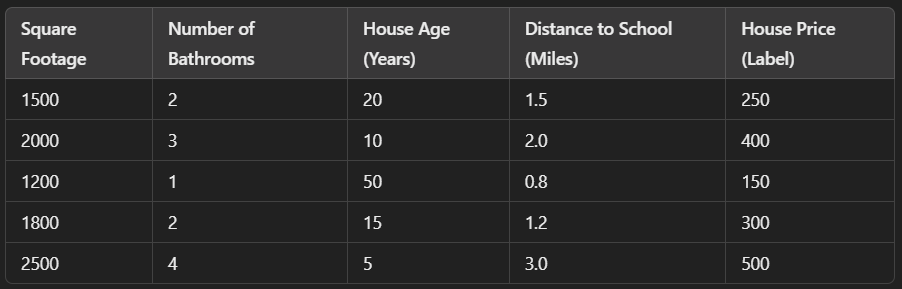 Square Footage	Number of Bathrooms	House Age (Years)	Distance to School (Miles)	House Price (Label)
1500	2	20	1.5	250
2000	3	10	2.0	400
1200	1	50	0.8	150
1800	2	15	1.2	300
2500	4	5	3.0	500